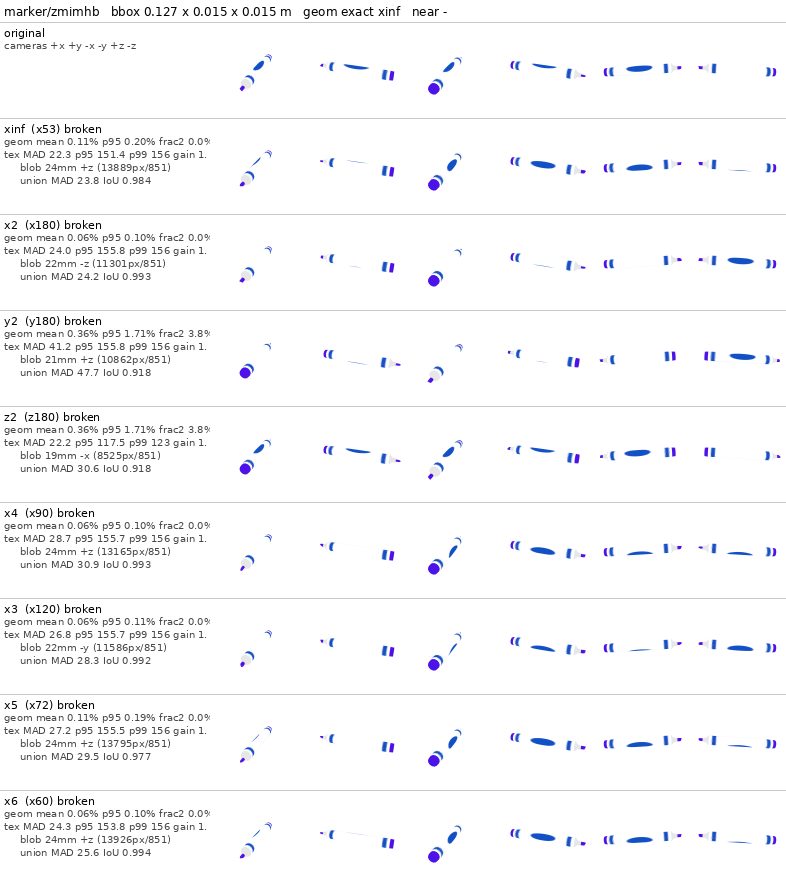 marker/zmimhb   bbox 0.127 x 0.015 x 0.015 m   geom exact xinf   near -
original
cameras +x +y -x -y +z -z
xinf  (x53) broken
geom mean 0.11% p95 0.20% frac2 0.0%
tex MAD 22.3 p95 151.4 p99 156 gain 1.
blob 24mm +z (13889px/851)
union MAD 23.8 IoU 0.984
x2  (x180) broken
geom mean 0.06% p95 0.10% frac2 0.0%
tex MAD 24.0 p95 155.8 p99 156 gain 1.
blob 22mm -z (11301px/851)
union MAD 24.2 IoU 0.993
y2  (y180) broken
geom mean 0.36% p95 1.71% frac2 3.8%
tex MAD 41.2 p95 155.8 p99 156 gain 1.
blob 21mm +z (10862px/851)
union MAD 47.7 IoU 0.918
z2  (z180) broken
geom mean 0.36% p95 1.71% frac2 3.8%
tex MAD 22.2 p95 117.5 p99 123 gain 1.
blob 19mm -x (8525px/851)
union MAD 30.6 IoU 0.918
x4  (x90) broken
geom mean 0.06% p95 0.10% frac2 0.0%
tex MAD 28.7 p95 155.7 p99 156 gain 1.
blob 24mm +z (13165px/851)
union MAD 30.9 IoU 0.993
x3  (x120) broken
geom mean 0.06% p95 0.11% frac2 0.0%
tex MAD 26.8 p95 155.7 p99 156 gain 1.
blob 22mm -y (11586px/851)
union MAD 28.3 IoU 0.992
x5  (x72) broken
geom mean 0.11% p95 0.19% frac2 0.0%
tex MAD 27.2 p95 155.5 p99 156 gain 1.
blob 24mm +z (13795px/851)
union MAD 29.5 IoU 0.977
x6  (x60) broken
geom mean 0.06% p95 0.10% frac2 0.0%
tex MAD 24.3 p95 153.8 p99 156 gain 1.
blob 24mm +z (13926px/851)
union MAD 25.6 IoU 0.994